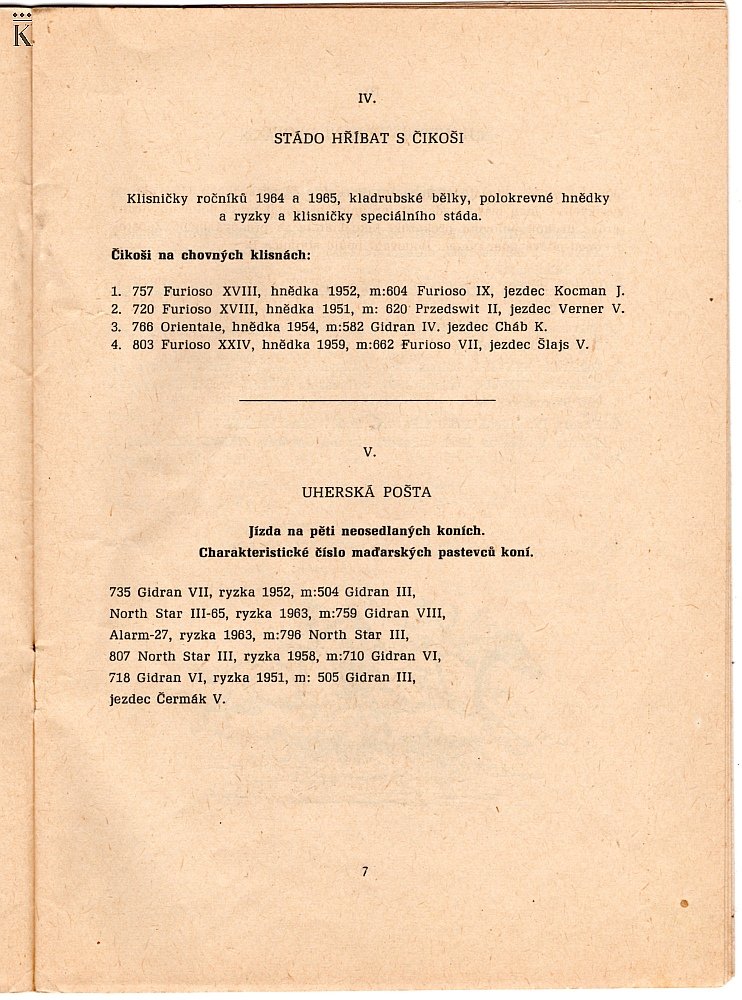 K
IV.
STÁDO HŘÍBAT S ČIKOŠI
Klisničky ročníků 1964 a 1965, kladrubské bělky, polokrevné hnědky
a ryzky a klisničky speciálního stáda.
Čikoši na chovných klisnách:
1. 757 Furioso XVIII, hnědka 1952, m:604 Furioso IX, jezdec Kocman J.
2. 720 Furioso XVIII, hnědka 1951, m: 620 Przedswit II, jezdec Verner V.
3. 766 Orientale, hnědka 1954, m:582 Gidran IV. jezdec Cháb K.
4. 803 Furioso XXIV, hnědka 1959, m:662 Furioso VII, jezdec Šlajs V.
V.
UHERSKÁ POŠTA
Jízda na pěti neosedlaných koních.
Charakteristické číslo maďarských pastevců koní.
735 Gidran VII, ryzka 1952, m:504 Gidran III,
North Star III-65, ryzka 1963, m:759 Gidran VIII,
Alarm-27, ryzka 1963, m:796 North Star III,
807 North Star III, ryzka 1958, m:710 Gidran VI,
718 Gidran VI, ryzka 1951, m: 505 Gidran III,
jezdec Čermák V.
7